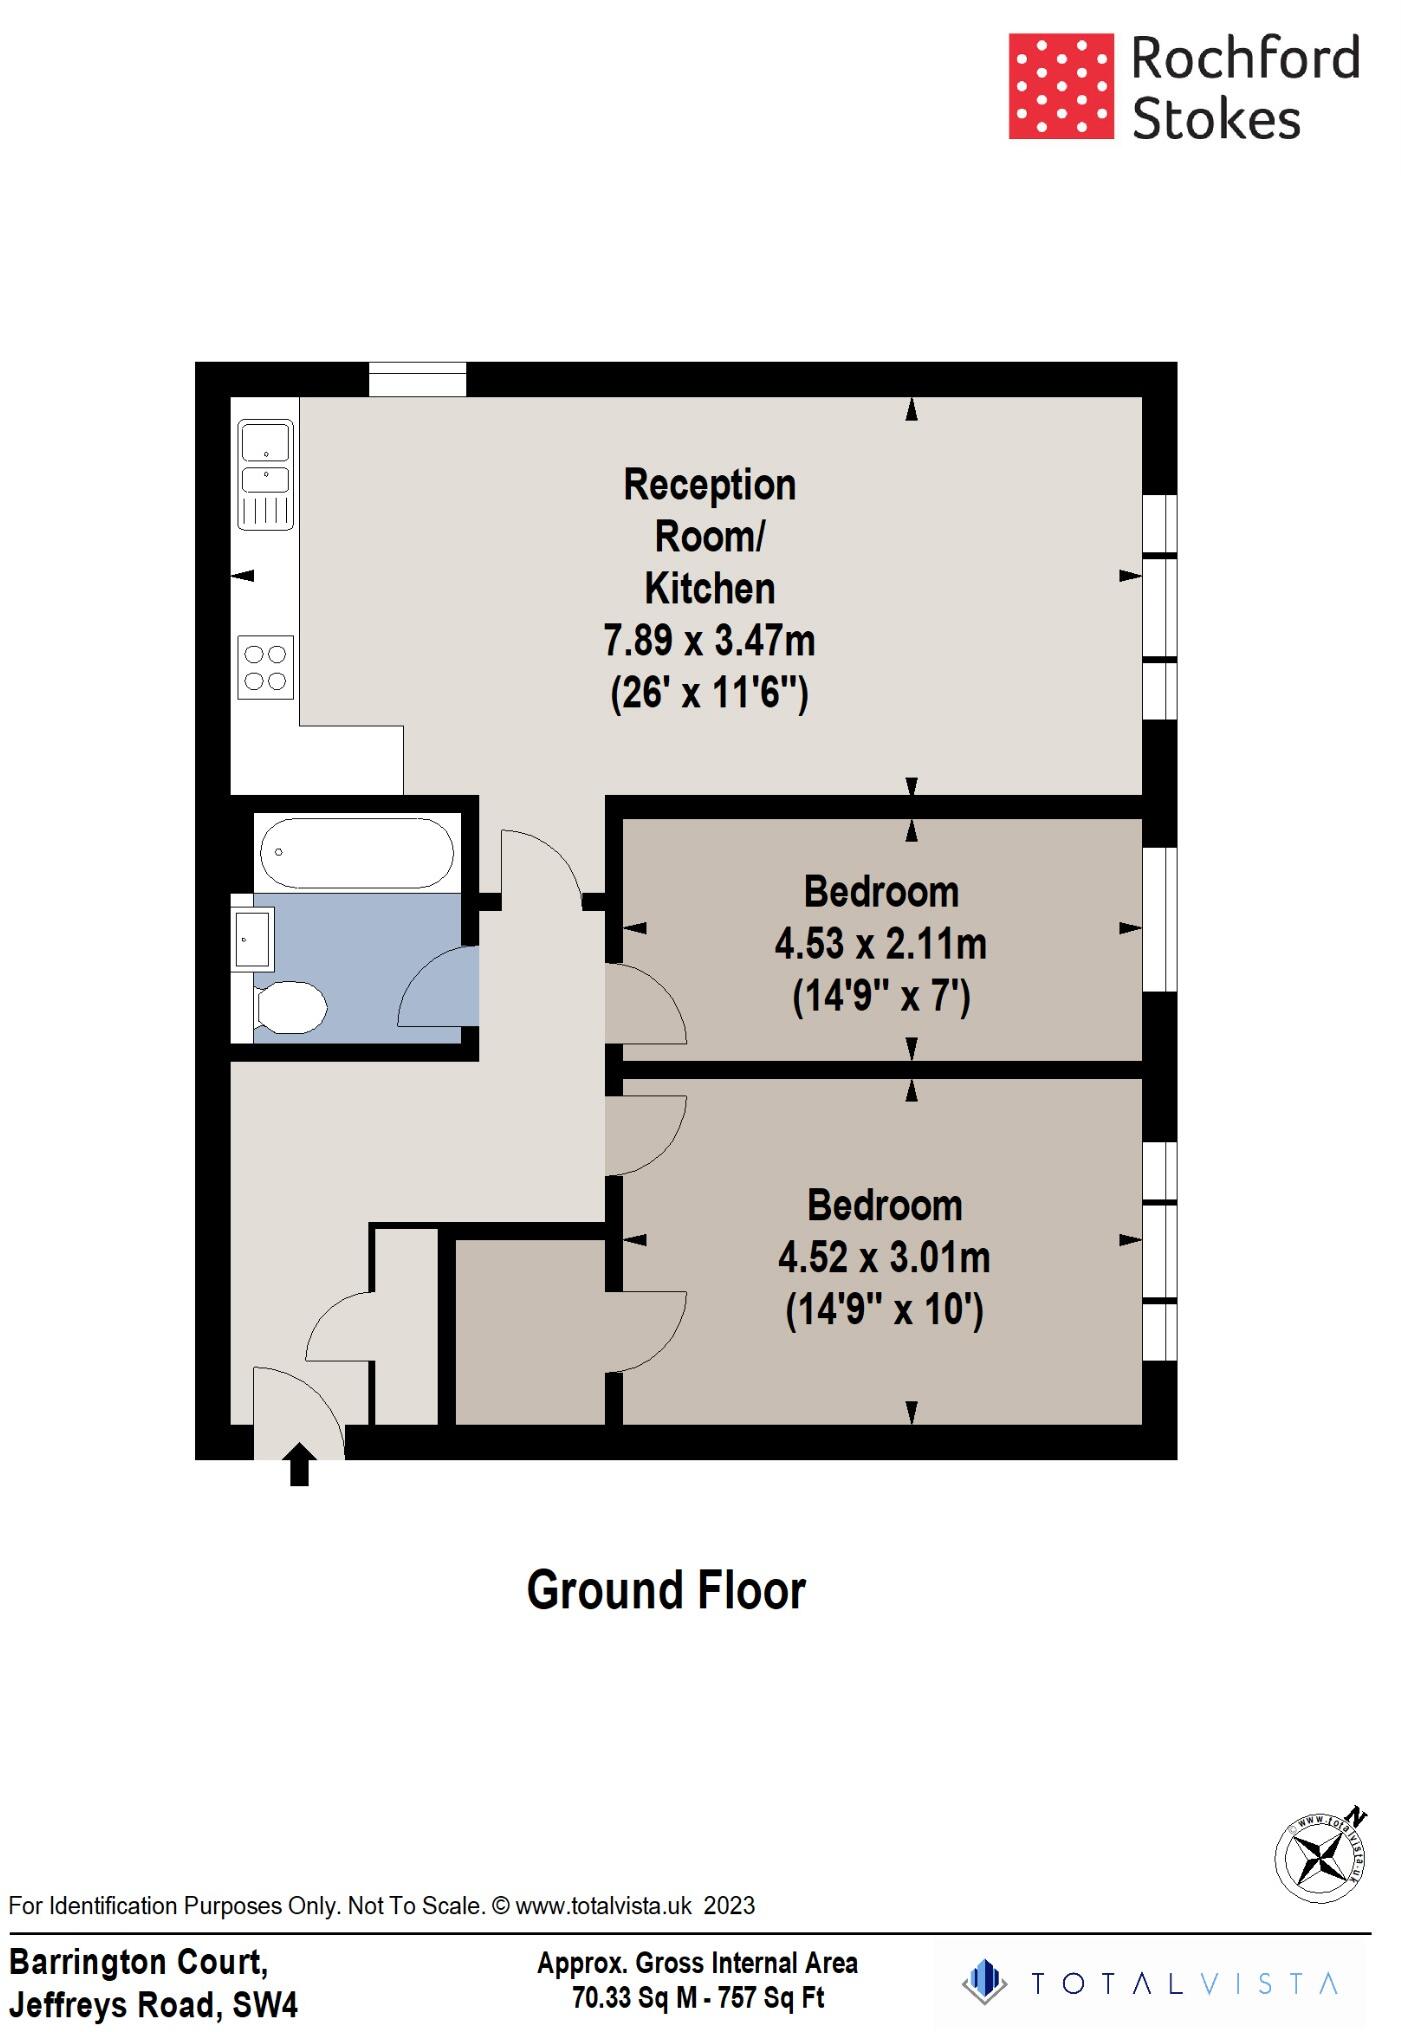 Rochford
Stokes
Reception
Room/
Kitchen
7.89 x 3.47m
(26' x 11'6")
Bedroom
4.53 x 2.11m
(14'9" x 7')
Bedroom
4.52 x 3.01m
(14'9" x 10')
Ground Floor
N
© www.totalvista.uk
For Identification Purposes Only. Not To Scale. © www.totalvista.uk 2023
Barrington Court,
Jeffreys Road, SW4
Approx. Gross Internal Area
70.33 Sq M - 757 Sq Ft
TOTALVISTA